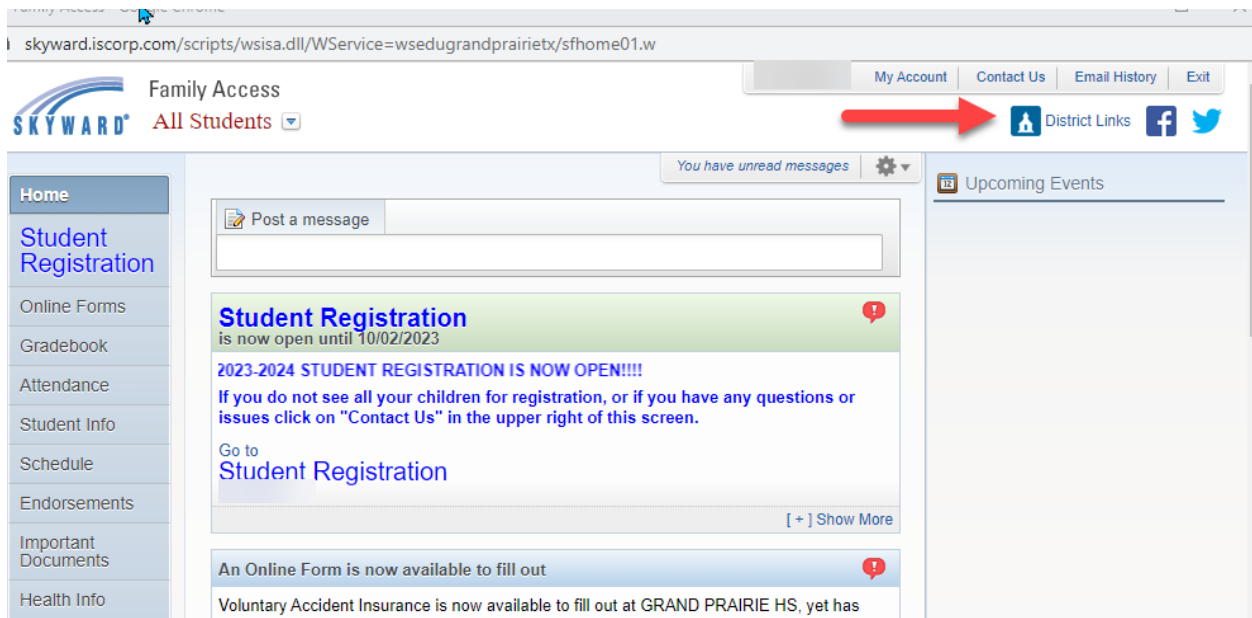 skyward.iscorp.com/scripts/wsisa.dll/WService=wsedugrandprairietx/sfhome01.w
My Account Contact Us Email History Exit
SKYWARD®
Family Access
All Students
District Links
You have unread messages
Home
Student
Registration
Online Forms
Gradebook
Attendance
Student Info
Schedule
Endorsements
Important
Documents
Health Info
Post a message
Student Registration
is now open until 10/02/2023
2023-2024 STUDENT REGISTRATION IS NOW OPEN!!!!
If you do not see all your children for registration, or if you have any questions or
issues click on "Contact Us" in the upper right of this screen.
Go to
Student Registration
[ + ] Show More
An Online Form is now available to fill out
Voluntary Accident Insurance is now available to fill out at GRAND PRAIRIE HS, yet has
12
Upcoming Events